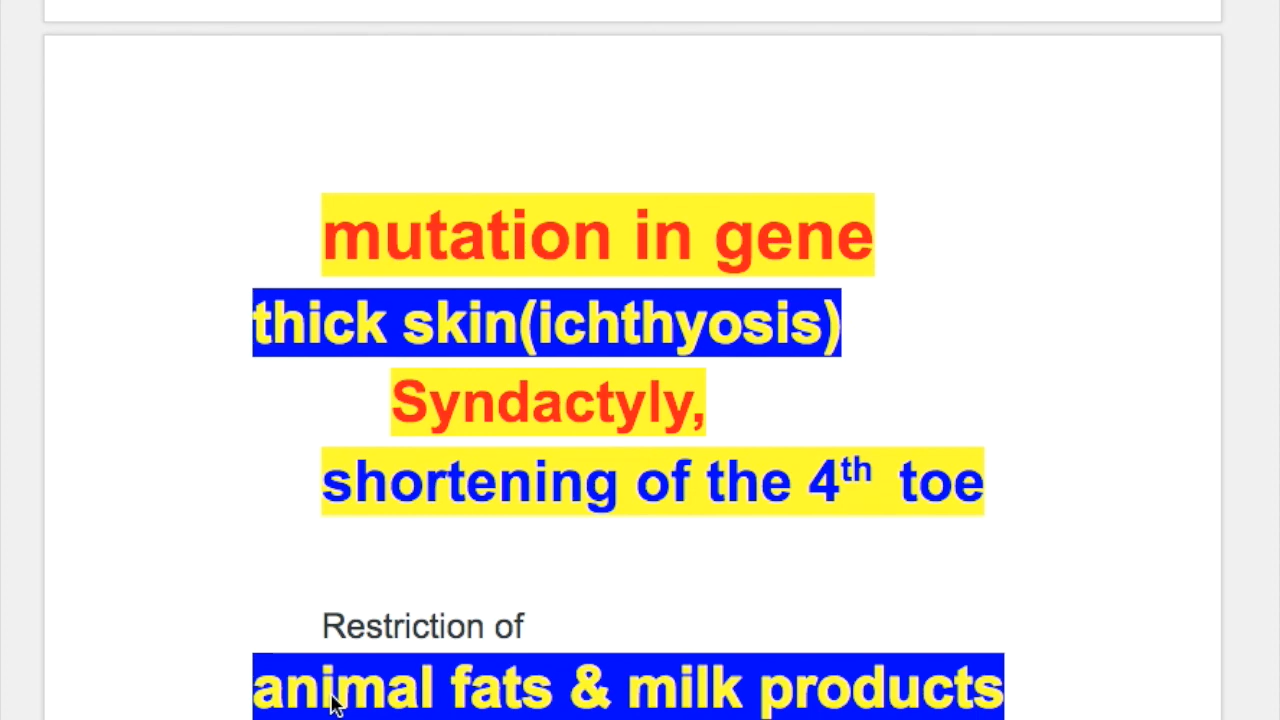 mutation in gene
thick skin(ichthyosis)
Syndactyly,
shortening of the 4th toe
Restriction of
animal fats & milk products